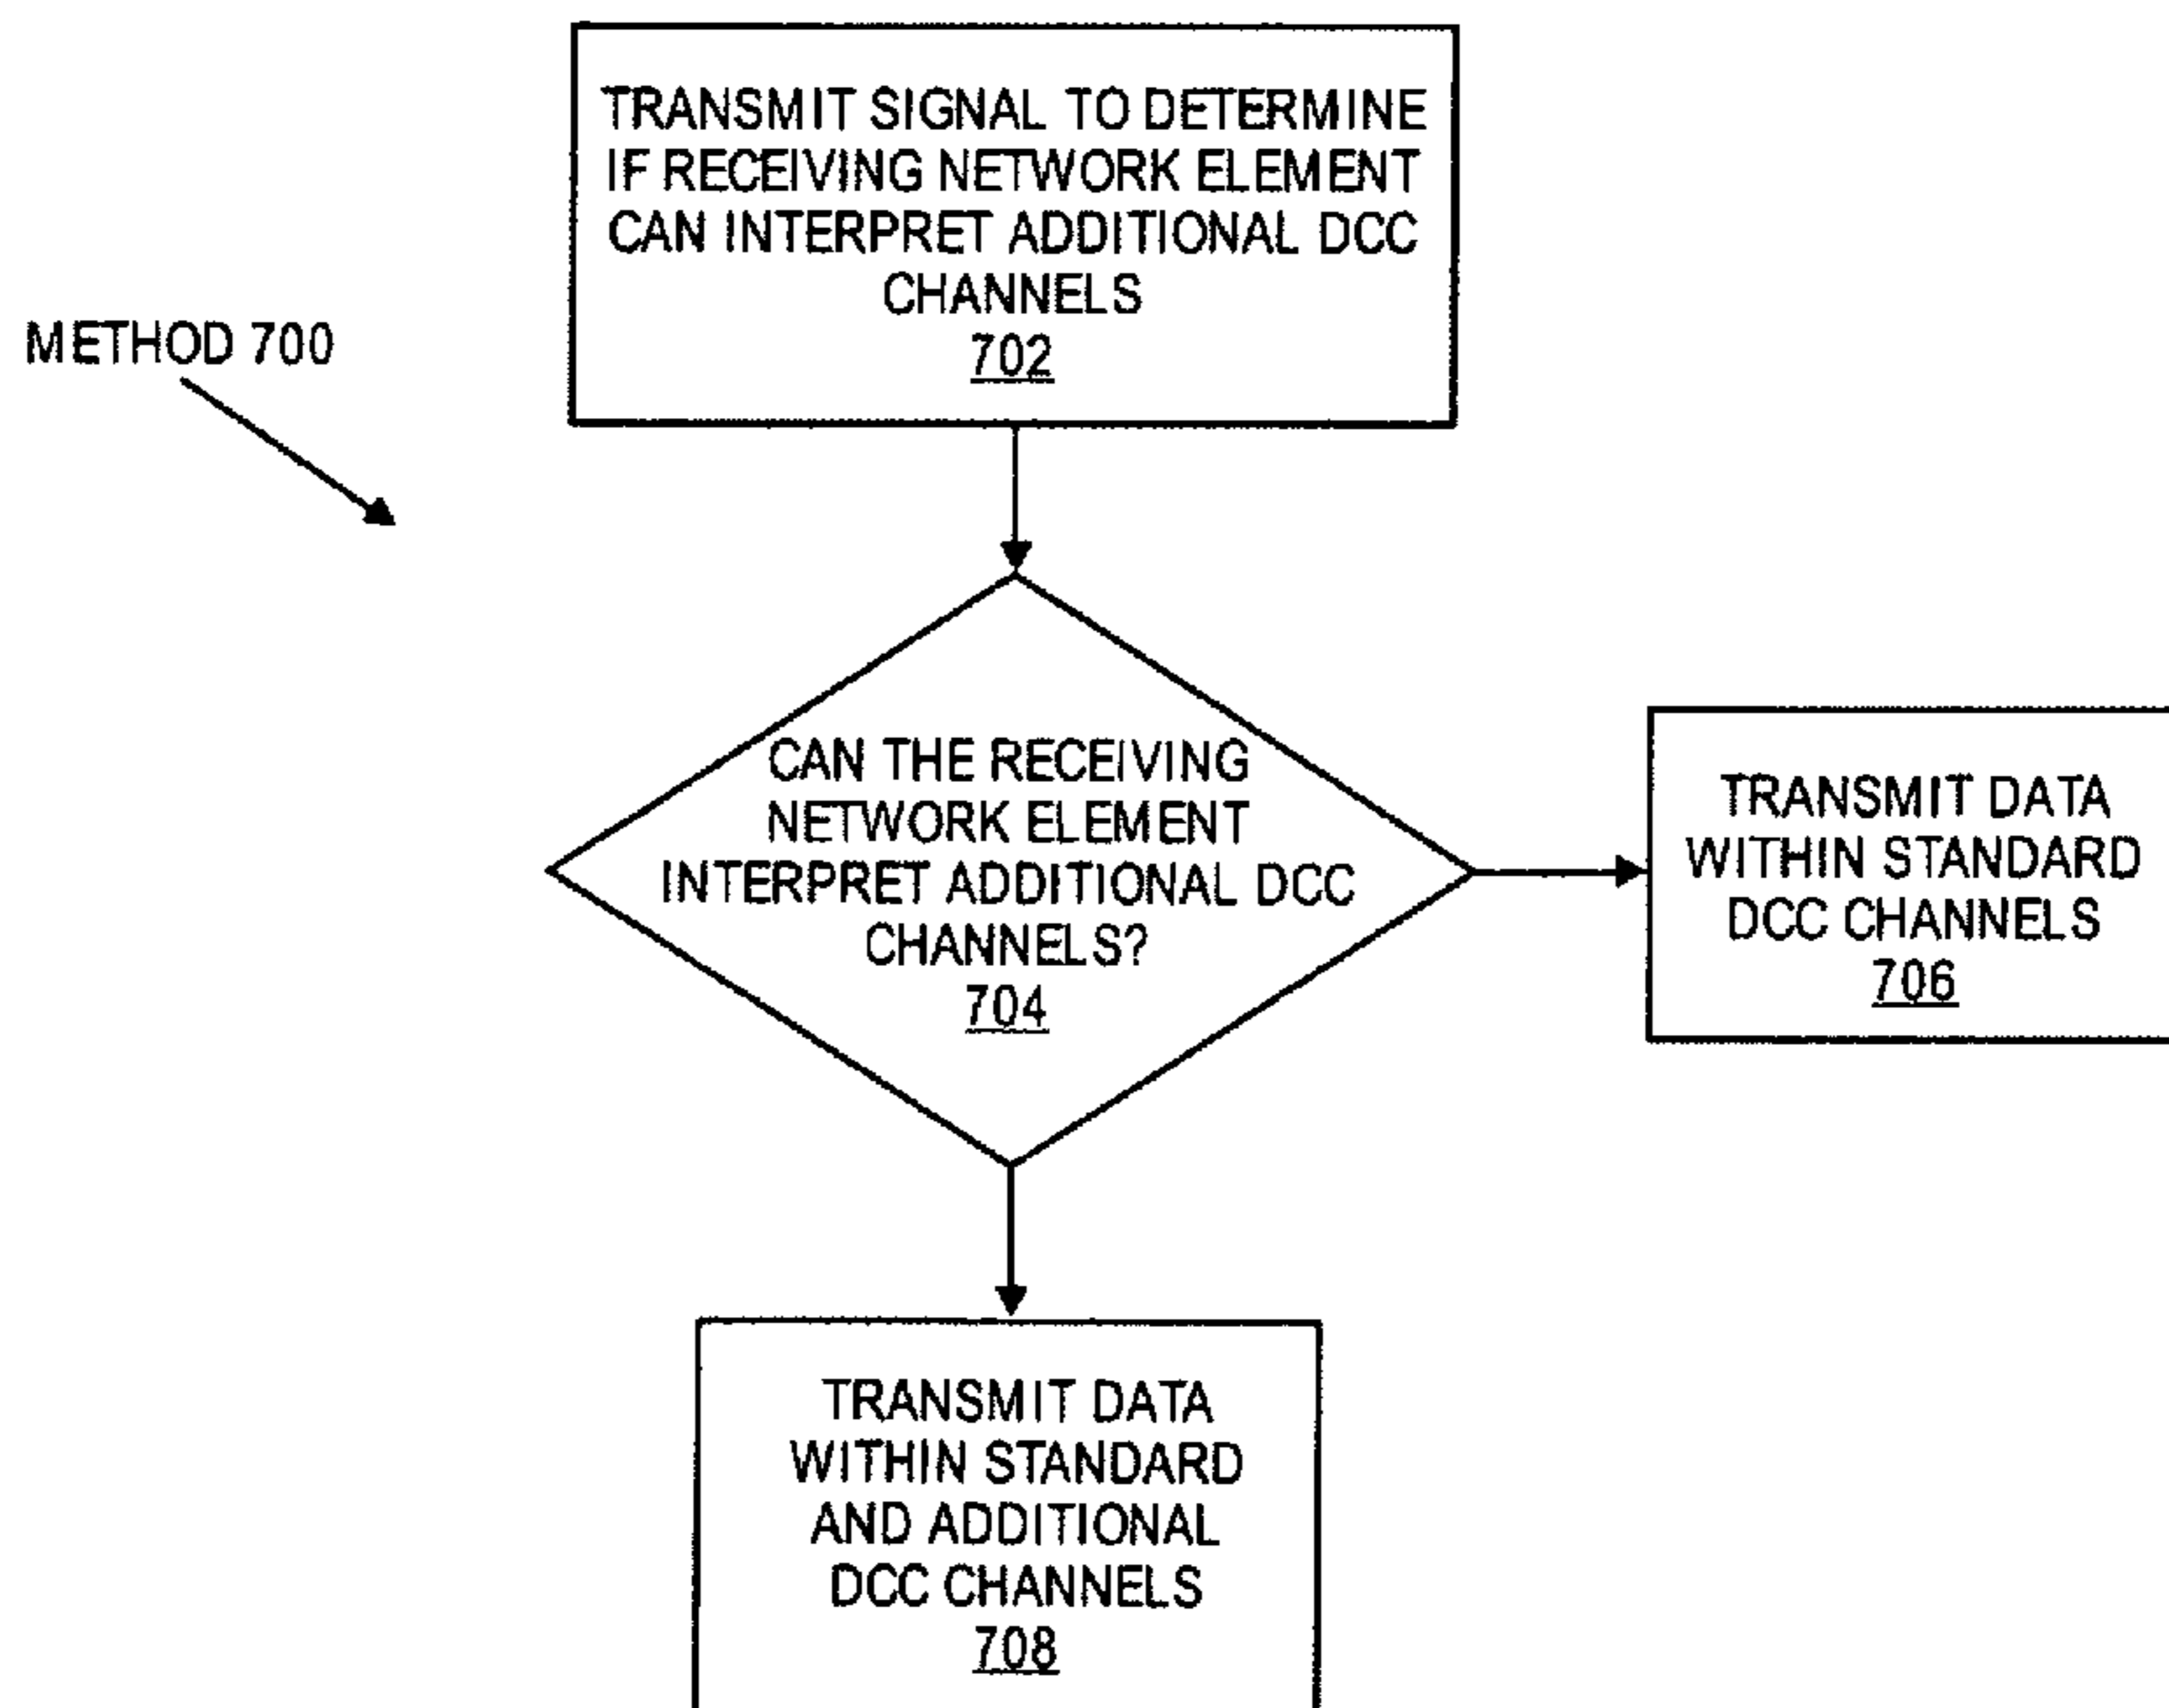 TRANSMIT SIGNAL TO DETERMINE
IF RECEIVING NETWORK ELEMENT
CAN INTERPRET ADDITIONAL DCC
CHANNELS
702
METHOD 700
CAN THE RECEIVING
NETWORK ELEMENT
INTERPRET ADDITIONAL DCC
CHANNELS?
704
TRANSMIT DATA
WITHIN STANDARD
DCC CHANNELS
706
TRANSMIT DATA
WITHIN STANDARD
AND ADDITIONAL
DCC CHANNELS
708